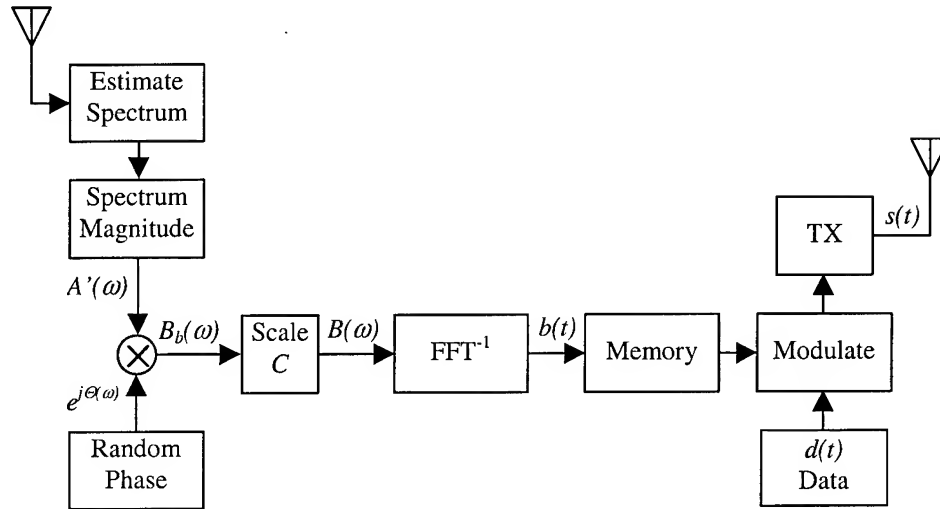 Estimate
Spectrum
Spectrum
Magnitude
A'(ω)
B_b(ω)
Scale
C
B(ω)
FFT⁻¹
b(t)
Memory
Modulate
TX
s(t)
e^{jΘ(ω)}
Random
Phase
d(t)
Data